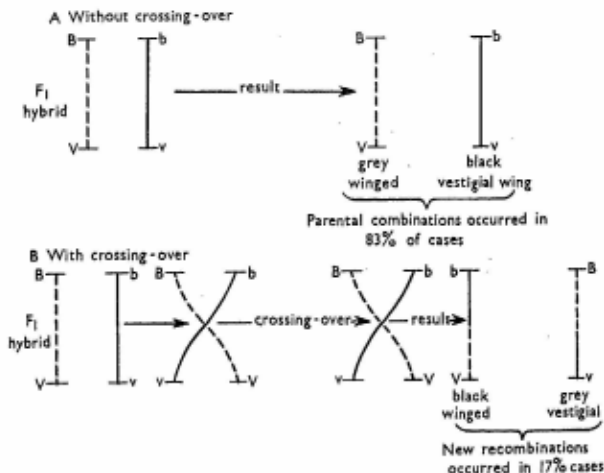 A Without crossing-over
B b B b
F1 hybrid
result
V v V v
grey winged
black vestigial wing
Parental combinations occurred in
83% of cases
B With crossing-over
B b B b B b b B
F1 hybrid
crossing-over
result
V v v V v V V v
black winged
grey vestigial
New recombinations
occurred in 17% cases